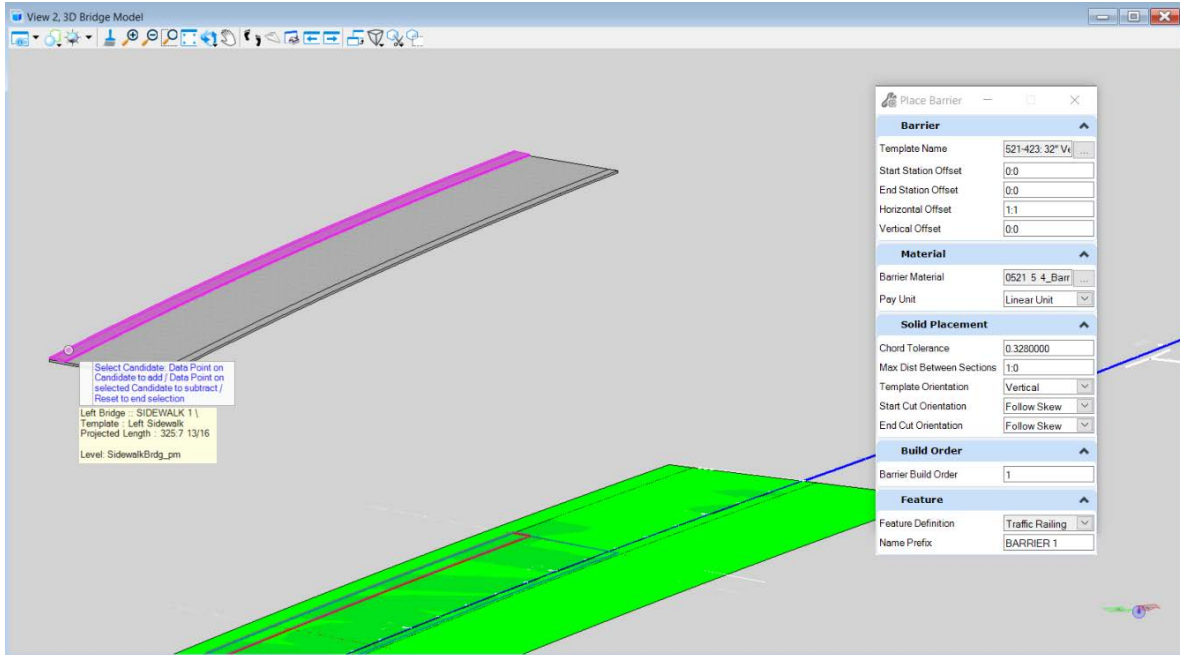 View 2, 3D Bridge Model
Place Barrier
Barrier
Template Name 521-423: 32" Ve ...
Start Station Offset 0:0
End Station Offset 0:0
Horizontal Offset 1:1
Vertical Offset 0:0
Material
Barrier Material 0521 5 4_Barr ...
Pay Unit Linear Unit
Solid Placement
Chord Tolerance 0.3280000
Max Dist Between Sections 1:0
Template Orientation Vertical
Start Cut Orientation Follow Skew
End Cut Orientation Follow Skew
Build Order
Barrier Build Order 1
Feature
Feature Definition Traffic Railing
Name Prefix BARRIER 1
Select Candidate: Data Point on
Candidate to add / Data Point on
selected Candidate to subtract /
Reset to end selection
Left Bridge :: SIDEWALK 1 \
Template : Left Sidewalk
Projected Length : 325:7 13/16
Level: SidewalkBrdg_pm